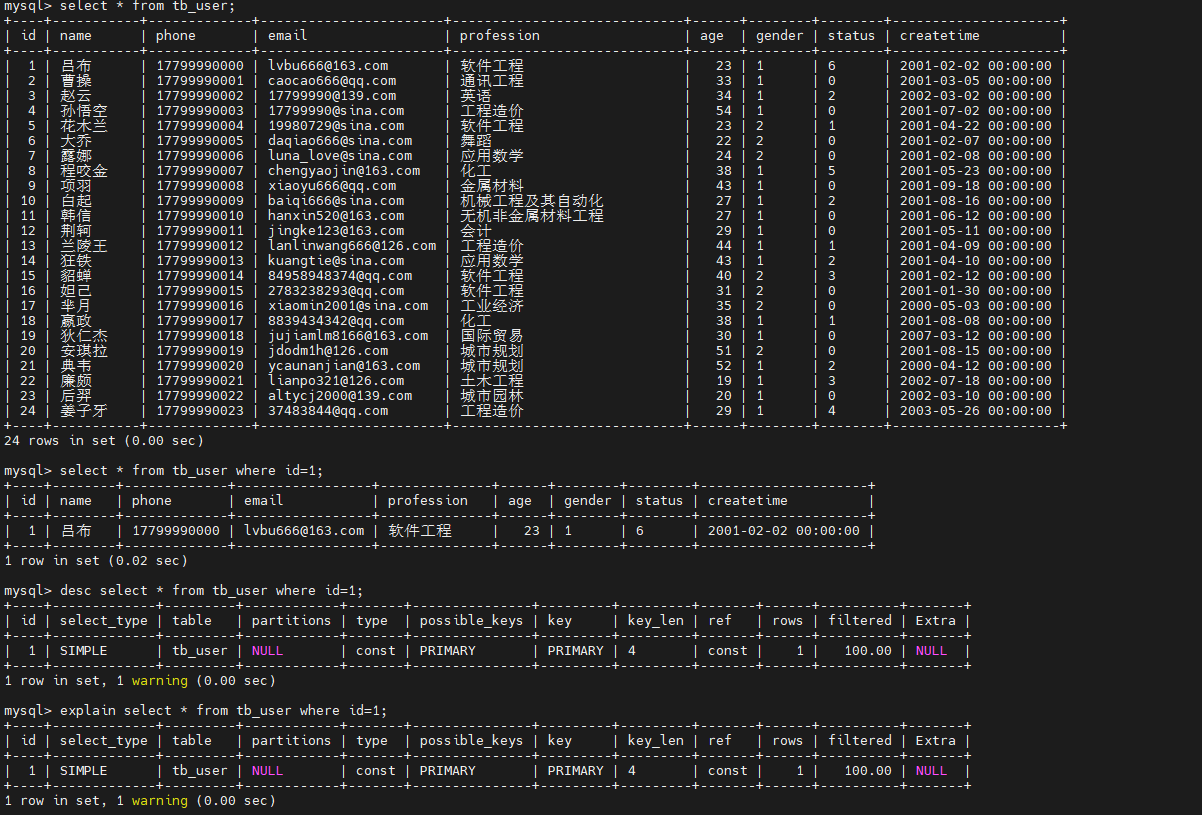 mysql> select * from tb_user;
+----+-----------+-------------+-----------------------+-----------------------------+------+--------+--------+---------------------+
| id | name      | phone       | email                 | profession                  | age  | gender | status | createtime          |
+----+-----------+-------------+-----------------------+-----------------------------+------+--------+--------+---------------------+
|  1 | 吕布      | 17799990000 | lvbu666@163.com       | 软件工程                    |   23 | 1      | 6      | 2001-02-02 00:00:00 |
|  2 | 曹操      | 17799990001 | caocao666@qq.com      | 通讯工程                    |   33 | 1      | 0      | 2001-03-05 00:00:00 |
|  3 | 赵云      | 17799990002 | 17799990@139.com      | 英语                        |   34 | 1      | 2      | 2002-03-02 00:00:00 |
|  4 | 孙悟空    | 17799990003 | 17799990@sina.com     | 工程造价                    |   54 | 1      | 0      | 2001-07-02 00:00:00 |
|  5 | 花木兰    | 17799990004 | 19980729@sina.com     | 软件工程                    |   23 | 2      | 1      | 2001-04-22 00:00:00 |
|  6 | 大乔      | 17799990005 | daqiao666@sina.com    | 舞蹈                        |   22 | 2      | 0      | 2001-02-07 00:00:00 |
|  7 | 露娜      | 17799990006 | luna_love@sina.com    | 应用数学                    |   24 | 2      | 0      | 2001-02-08 00:00:00 |
|  8 | 程咬金    | 17799990007 | chengyaojin@163.com   | 化工                        |   38 | 1      | 5      | 2001-05-23 00:00:00 |
|  9 | 项羽      | 17799990008 | xiaoyu666@qq.com      | 金属材料                    |   43 | 1      | 0      | 2001-09-18 00:00:00 |
| 10 | 白起      | 17799990009 | baiqi666@sina.com     | 机械工程及其自动化          |   27 | 1      | 2      | 2001-08-16 00:00:00 |
| 11 | 韩信      | 17799990010 | hanxin520@163.com     | 无机非金属材料工程          |   27 | 1      | 0      | 2001-06-12 00:00:00 |
| 12 | 荆轲      | 17799990011 | jingke123@163.com     | 会计                        |   29 | 1      | 0      | 2001-05-11 00:00:00 |
| 13 | 兰陵王    | 17799990012 | lanlinwang666@126.com | 工程造价                    |   44 | 1      | 1      | 2001-04-09 00:00:00 |
| 14 | 狂铁      | 17799990013 | kuangtie@sina.com     | 应用数学                    |   43 | 1      | 2      | 2001-04-10 00:00:00 |
| 15 | 貂蝉      | 17799990014 | 84958948374@qq.com    | 软件工程                    |   40 | 2      | 3      | 2001-02-12 00:00:00 |
| 16 | 妲己      | 17799990015 | 2783238293@qq.com     | 软件工程                    |   31 | 2      | 0      | 2001-01-30 00:00:00 |
| 17 | 芈月      | 17799990016 | xiaomin2001@sina.com  | 工业经济                    |   35 | 2      | 0      | 2000-05-03 00:00:00 |
| 18 | 嬴政      | 17799990017 | 8839434342@qq.com     | 化工                        |   38 | 1      | 1      | 2001-08-08 00:00:00 |
| 19 | 狄仁杰    | 17799990018 | jujiamlm8166@163.com  | 国际贸易                    |   30 | 1      | 0      | 2007-03-12 00:00:00 |
| 20 | 安琪拉    | 17799990019 | jdodm1h@126.com       | 城市规划                    |   51 | 2      | 0      | 2001-08-15 00:00:00 |
| 21 | 典韦      | 17799990020 | ycaunanjian@163.com   | 城市规划                    |   52 | 1      | 2      | 2000-04-12 00:00:00 |
| 22 | 廉颇      | 17799990021 | lianpo321@126.com     | 土木工程                    |   19 | 1      | 3      | 2002-07-18 00:00:00 |
| 23 | 后羿      | 17799990022 | altycj2000@139.com    | 城市园林                    |   20 | 1      | 0      | 2002-03-10 00:00:00 |
| 24 | 姜子牙    | 17799990023 | 37483844@qq.com       | 工程造价                    |   29 | 1      | 4      | 2003-05-26 00:00:00 |
+----+-----------+-------------+-----------------------+-----------------------------+------+--------+--------+---------------------+
24 rows in set (0.00 sec)
mysql> select * from tb_user where id=1;
+----+--------+-------------+-----------------+--------------+------+--------+--------+---------------------+
| id | name   | phone       | email           | profession   | age  | gender | status | createtime          |
+----+--------+-------------+-----------------+--------------+------+--------+--------+---------------------+
|  1 | 吕布   | 17799990000 | lvbu666@163.com | 软件工程     |   23 | 1      | 6      | 2001-02-02 00:00:00 |
+----+--------+-------------+-----------------+--------------+------+--------+--------+---------------------+
1 row in set (0.02 sec)
mysql> desc select * from tb_user where id=1;
+----+-------------+---------+------------+-------+---------------+---------+---------+-------+------+----------+-------+
| id | select_type | table   | partitions | type  | possible_keys | key     | key_len | ref   | rows | filtered | Extra |
+----+-------------+---------+------------+-------+---------------+---------+---------+-------+------+----------+-------+
|  1 | SIMPLE      | tb_user | NULL       | const | PRIMARY       | PRIMARY | 4       | const |    1 |   100.00 | NULL  |
+----+-------------+---------+------------+-------+---------------+---------+---------+-------+------+----------+-------+
1 row in set, 1 warning (0.00 sec)
mysql> explain select * from tb_user where id=1;
+----+-------------+---------+------------+-------+---------------+---------+---------+-------+------+----------+-------+
| id | select_type | table   | partitions | type  | possible_keys | key     | key_len | ref   | rows | filtered | Extra |
+----+-------------+---------+------------+-------+---------------+---------+---------+-------+------+----------+-------+
|  1 | SIMPLE      | tb_user | NULL       | const | PRIMARY       | PRIMARY | 4       | const |    1 |   100.00 | NULL  |
+----+-------------+---------+------------+-------+---------------+---------+---------+-------+------+----------+-------+
1 row in set, 1 warning (0.00 sec)